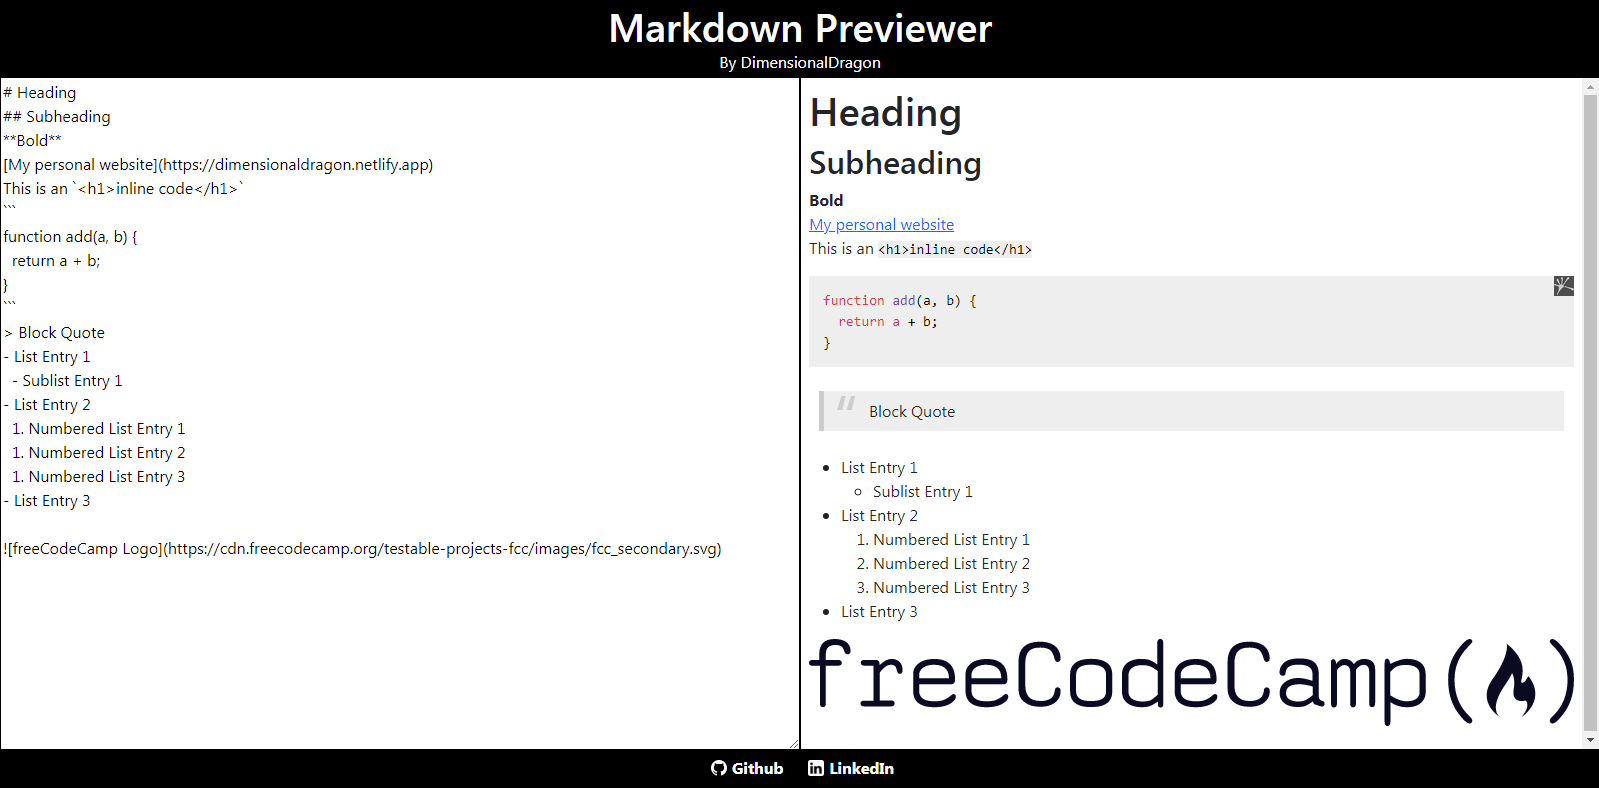 Markdown Previewer
By DimensionalDragon
# Heading
## Subheading
**Bold**
[My personal website](https://dimensionaldragon.netlify.app)
This is an `<h1>inline code</h1>`
```
function add(a, b) {
  return a + b;
}
```
> Block Quote
- List Entry 1
  - Sublist Entry 1
- List Entry 2
  1. Numbered List Entry 1
  1. Numbered List Entry 2
  1. Numbered List Entry 3
- List Entry 3
![freeCodeCamp Logo](https://cdn.freecodecamp.org/testable-projects-fcc/images/fcc_secondary.svg)
Heading
Subheading
Bold
My personal website
This is an <h1>inline code</h1>
function add(a, b) {
  return a + b;
}
" Block Quote
• List Entry 1
◦ Sublist Entry 1
• List Entry 2
1. Numbered List Entry 1
2. Numbered List Entry 2
3. Numbered List Entry 3
• List Entry 3
freeCodeCamp( )
Github LinkedIn